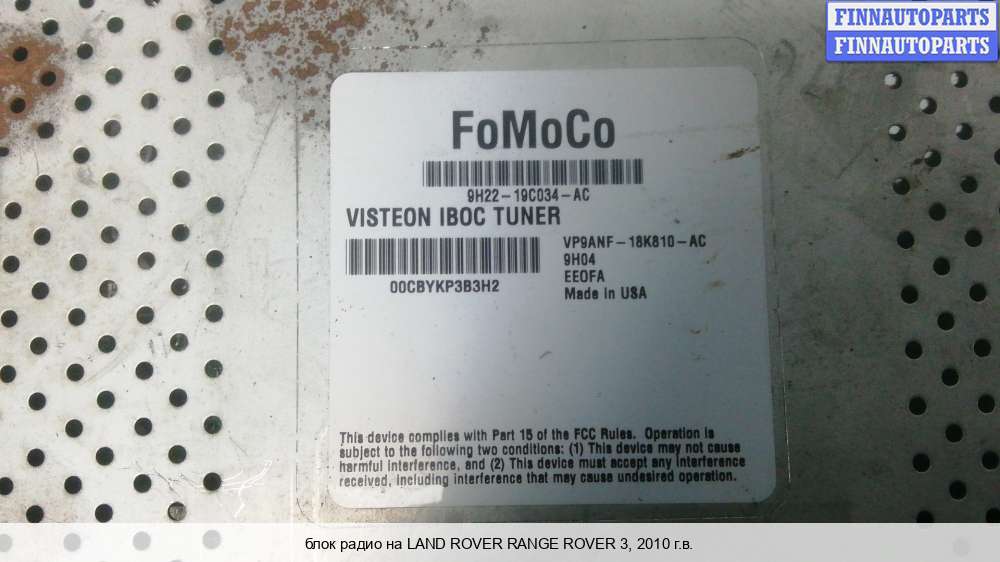 FINNAUTOPARTS
FINNAUTOPARTS
FoMoCo
9H22-19C034-AC
VISTEON IBOC TUNER
VP9ANF-18K810-AC
9H04
EEOFA
Made in USA
00CBYKP3B3H2
This device complies with Part 15 of the FCC Rules. Operation is
subject to the following two conditions: (1) This device may not cause
harmful interference, and (2) This device must accept any interference
received, including interference that may cause undesired operation.
блок радио на LAND ROVER RANGE ROVER 3, 2010 г.в.